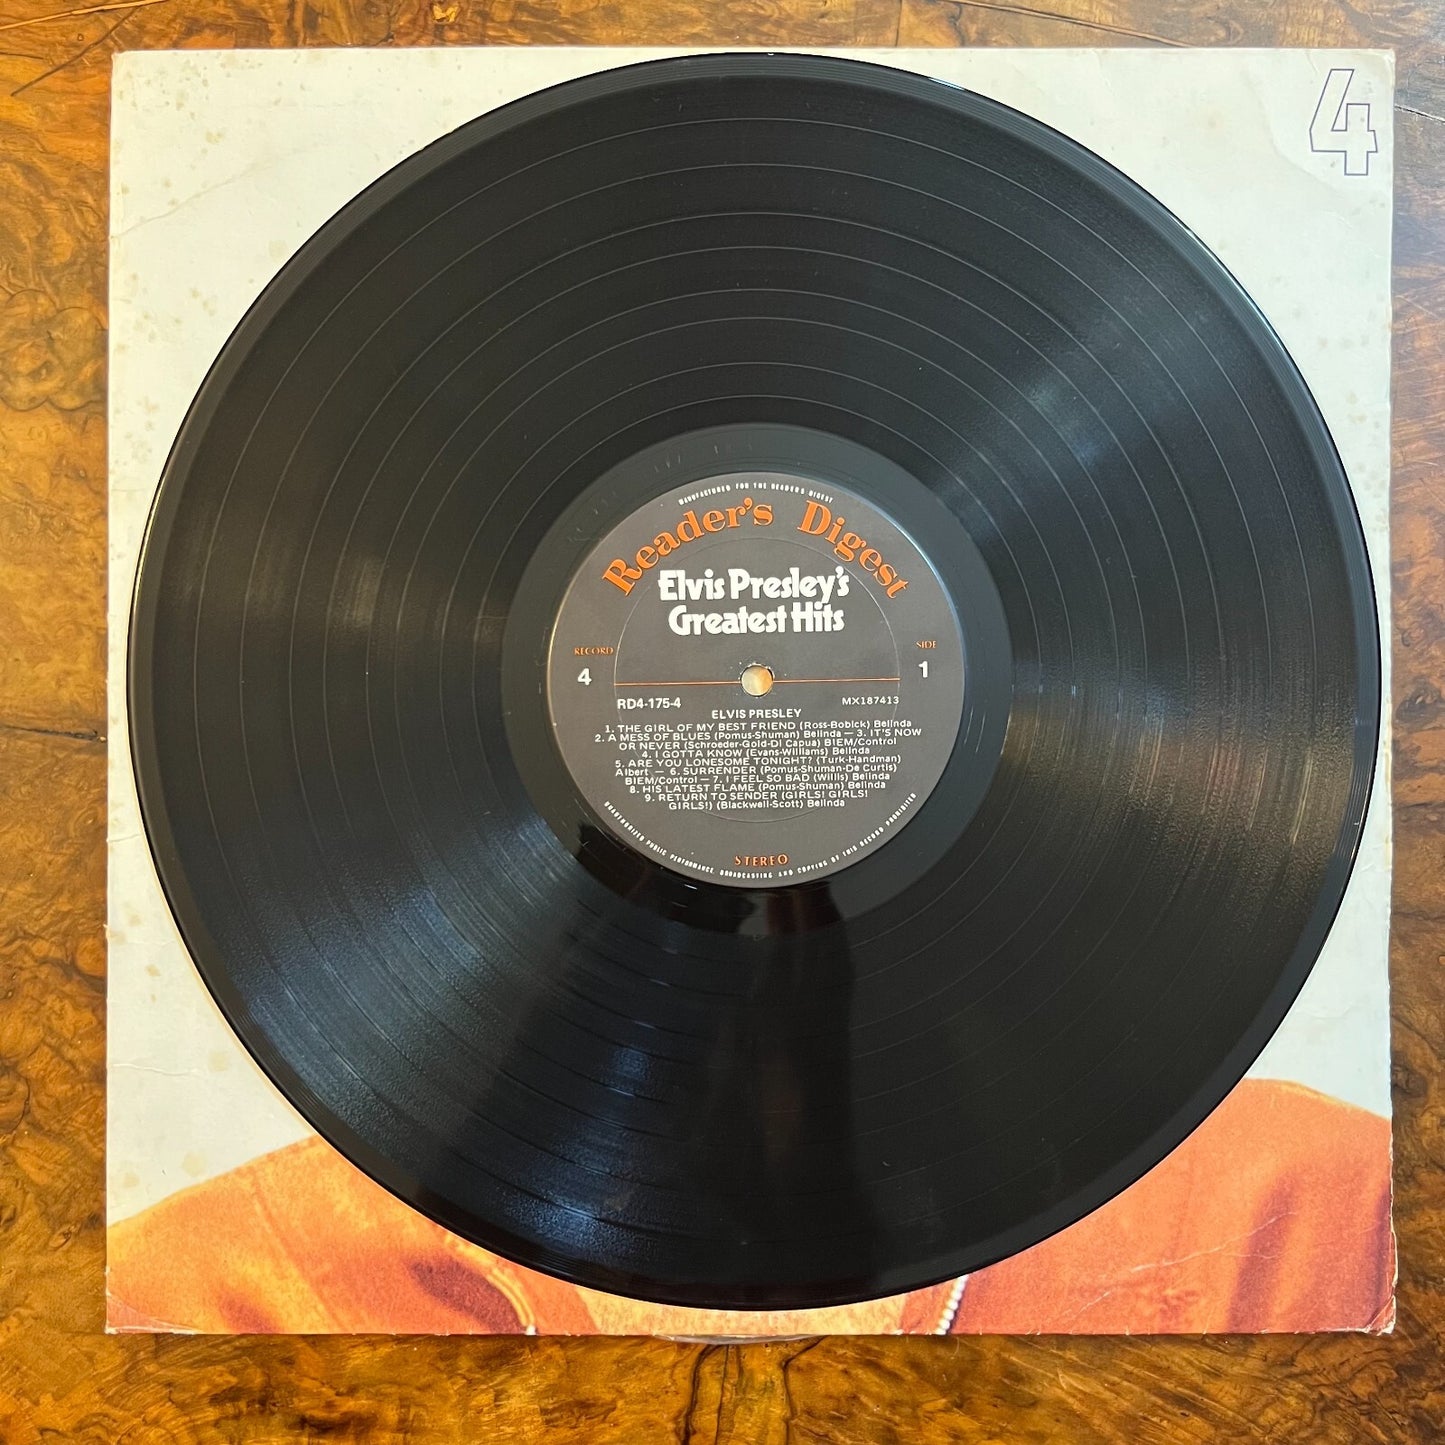 4
MANUFACTURED FOR THE READER'S DIGEST
Reader's Digest
Elvis Presley's
Greatest Hits
RECORD
4
SIDE
1
RD4-175-4
MX187413
ELVIS PRESLEY
1. THE GIRL OF MY BEST FRIEND (Ross-Bobick) Belinda
2. A MESS OF BLUES (Pomus-Shuman) Belinda — 3. IT'S NOW
OR NEVER (Schroeder-Gold-Di Capua) BIEM/Control
4. I GOTTA KNOW (Evans-Williams) Belinda
5. ARE YOU LONESOME TONIGHT? (Turk-Handman)
Albert — 6. SURRENDER (Pomus-Shuman-De Curtis)
BIEM/Control — 7. I FEEL SO BAD (Willis) Belinda
8. HIS LATEST FLAME (Pomus-Shuman) Belinda
9. RETURN TO SENDER (GIRLS! GIRLS!
GIRLS!) (Blackwell-Scott) Belinda
STEREO
UNAUTHORIZED PUBLIC PERFORMANCE, BROADCASTING AND COPYING OF THIS RECORD PROHIBITED